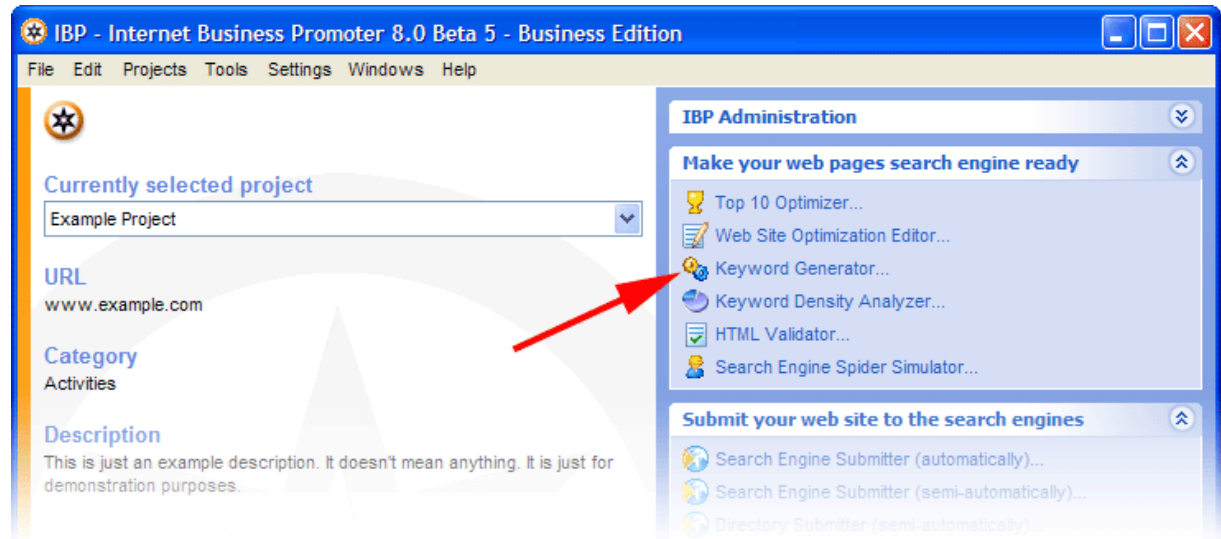 IBP - Internet Business Promoter 8.0 Beta 5 - Business Edition
File Edit Projects Tools Settings Windows Help
Currently selected project
Example Project
URL
www.example.com
Category
Activities
Description
This is just an example description. It doesn't mean anything. It is just for
demonstration purposes.
IBP Administration
Make your web pages search engine ready
Top 10 Optimizer...
Web Site Optimization Editor...
Keyword Generator...
Keyword Density Analyzer...
HTML Validator...
Search Engine Spider Simulator...
Submit your web site to the search engines
Search Engine Submitter (automatically)...
Search Engine Submitter (semi-automatically)...
Directory Submitter (semi-automatically)...